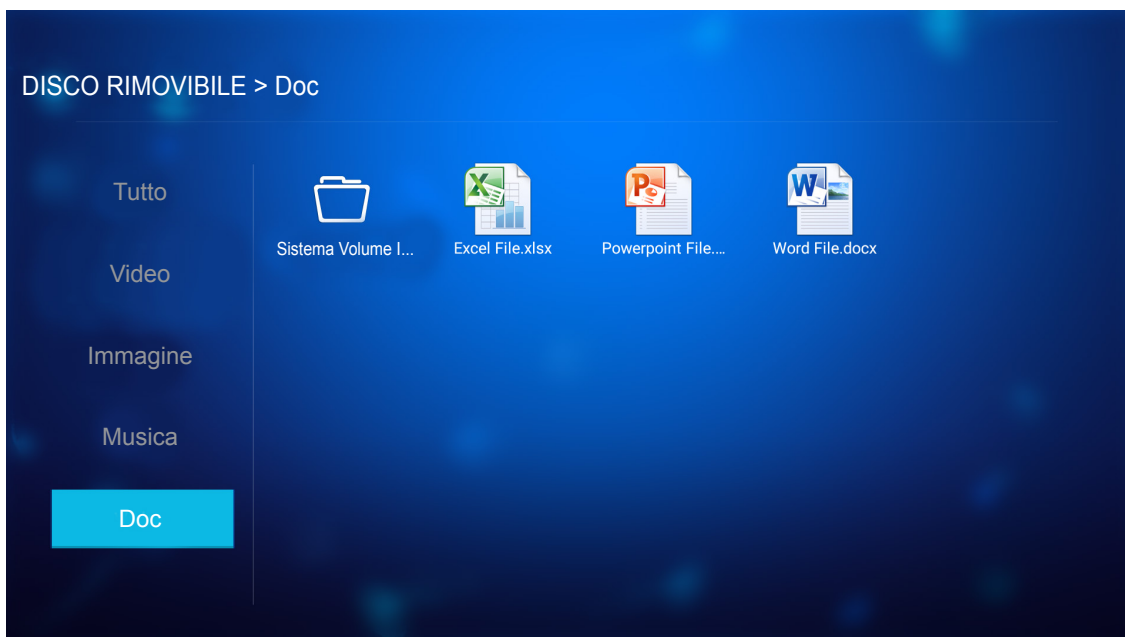 DISCO RIMOVIBILE > Doc
Tutto
Video
Immagine
Musica
Doc
Sistema Volume I...
Excel File.xlsx
Powerpoint File....
Word File.docx